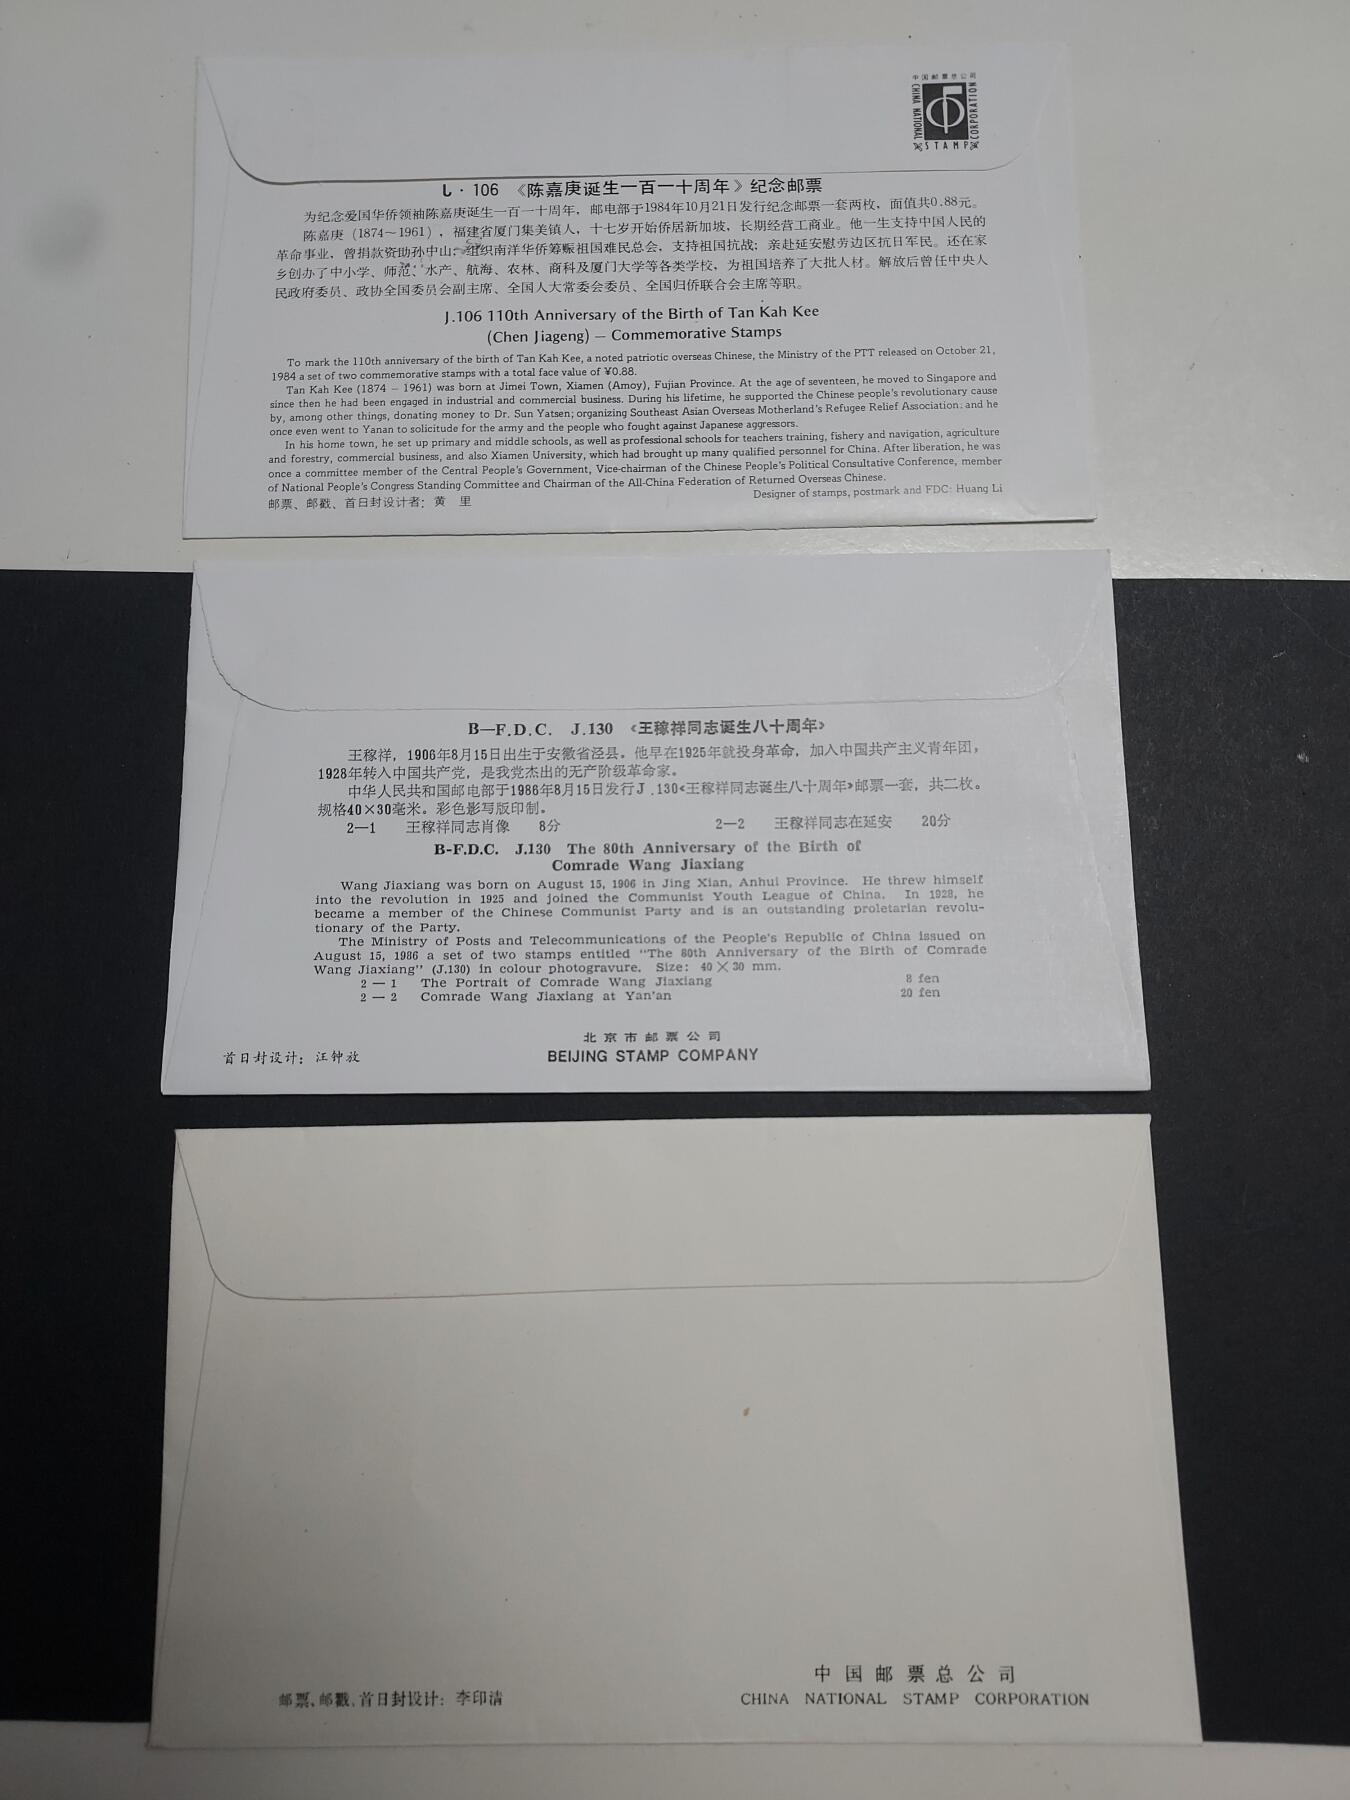 中国邮票总公司
CHINA NATIONAL
STAMP
CORPORATION
J·106 《陈嘉庚诞生一百一十周年》纪念邮票
为纪念爱国华侨领袖陈嘉庚诞生一百一十周年，邮电部于1984年10月21日发行纪念邮票一套两枚，面值共0.88元。
陈嘉庚（1874～1961），福建省厦门集美镇人，十七岁开始侨居新加坡，长期经营工商业。他一生支持中国人民的
革命事业，曾捐款资助孙中山；组织南洋华侨筹赈祖国难民总会，支持祖国抗战；亲赴延安慰劳边区抗日军民。还在家
乡创办了中小学、师范、水产、航海、农林、商科及厦门大学等各类学校，为祖国培养了大批人材。解放后曾任中央人
民政府委员、政协全国委员会副主席、全国人大常委会委员、全国归侨联合会主席等职。
J.106 110th Anniversary of the Birth of Tan Kah Kee
(Chen Jiageng) — Commemorative Stamps
To mark the 110th anniversary of the birth of Tan Kah Kee, a noted patriotic overseas Chinese, the Ministry of the PTT released on October 21,
1984 a set of two commemorative stamps with a total face value of ¥0.88.
Tan Kah Kee (1874 – 1961) was born at Jimei Town, Xiamen (Amoy), Fujian Province. At the age of seventeen, he moved to Singapore and
since then he had been engaged in industrial and commercial business. During his lifetime, he supported the Chinese people's revolutionary cause
by, among other things, donating money to Dr. Sun Yatsen; organizing Southeast Asian Overseas Motherland's Refugee Relief Association: and he
once even went to Yanan to solicitude for the army and the people who fought against Japanese aggressors.
In his home town, he set up primary and middle schools, as well as professional schools for teachers training, fishery and navigation, agriculture
and forestry, commercial business, and also Xiamen University, which had brought up many qualified personnel for China. After liberation, he was
once a committee member of the Central People's Government, Vice-chairman of the Chinese People's Political Consultative Conference, member
of National People's Congress Standing Committee and Chairman of the All-China Federation of Returned Overseas Chinese.
邮票、邮戳、首日封设计者：黄 里
Designer of stamps, postmark and FDC: Huang Li
B—F.D.C. J.130 《王稼祥同志诞生八十周年》
王稼祥，1906年8月15日出生于安徽省泾县。他早在1925年就投身革命，加入中国共产主义青年团，
1928年转入中国共产党，是我党杰出的无产阶级革命家。
中华人民共和国邮电部于1986年8月15日发行J.130《王稼祥同志诞生八十周年》邮票一套，共二枚。
规格40×30毫米。彩色影写版印制。
2—1 王稼祥同志肖像 8分 2—2 王稼祥同志在延安 20分
B-F.D.C. J.130 The 80th Anniversary of the Birth of
Comrade Wang Jiaxiang
Wang Jiaxiang was born on August 15, 1906 in Jing Xian, Anhui Province. He threw himself
into the revolution in 1925 and joined the Communist Youth League of China. In 1928, he
became a member of the Chinese Communist Party and is an outstanding proletarian revolu-
tionary of the Party.
The Ministry of Posts and Telecommunications of the People's Republic of China issued on
August 15, 1986 a set of two stamps entitled "The 80th Anniversary of the Birth of Comrade
Wang Jiaxiang" (J.130) in colour photogravure. Size: 40×30 mm.
2 — 1 The Portrait of Comrade Wang Jiaxiang 8 fen
2 — 2 Comrade Wang Jiaxiang at Yan'an 20 fen
北京市邮票公司
首日封设计：汪钟放
BEIJING STAMP COMPANY
中国邮票总公司
邮票、邮戳、首日封设计：李印清
CHINA NATIONAL STAMP CORPORATION